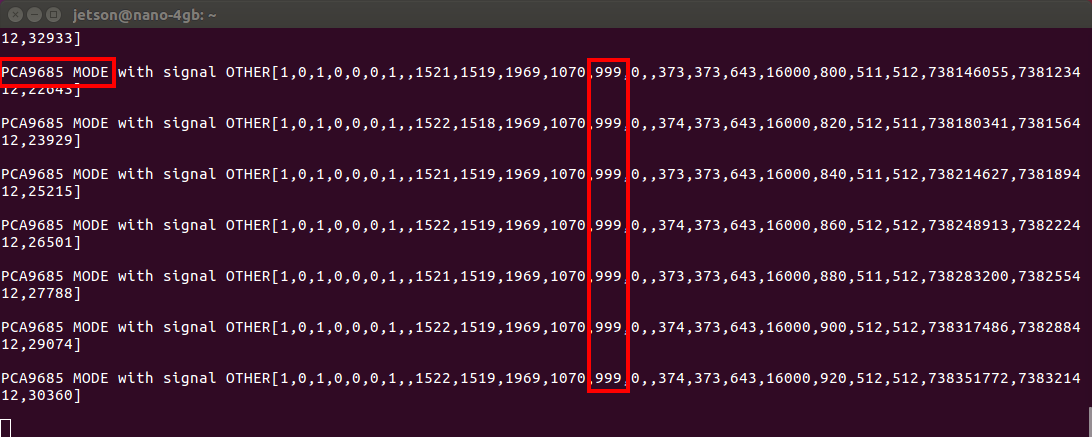 jetson@nano-4gb: ~
12,32933]
PCA9685 MODE with signal OTHER[1,0,1,0,0,0,1,,1521,1519,1969,1070,999,0,,373,373,643,16000,800,511,512,738146055,7381234
12,22643]
PCA9685 MODE with signal OTHER[1,0,1,0,0,0,1,,1522,1518,1969,1070,999,0,,374,373,643,16000,820,512,511,738180341,7381564
12,23929]
PCA9685 MODE with signal OTHER[1,0,1,0,0,0,1,,1521,1519,1969,1070,999,0,,373,373,643,16000,840,511,512,738214627,7381894
12,25215]
PCA9685 MODE with signal OTHER[1,0,1,0,0,0,1,,1522,1519,1969,1070,999,0,,374,373,643,16000,860,512,512,738248913,7382224
12,26501]
PCA9685 MODE with signal OTHER[1,0,1,0,0,0,1,,1521,1519,1969,1070,999,0,,373,373,643,16000,880,511,512,738283200,7382554
12,27788]
PCA9685 MODE with signal OTHER[1,0,1,0,0,0,1,,1522,1519,1969,1070,999,0,,374,373,643,16000,900,512,512,738317486,7382884
12,29074]
PCA9685 MODE with signal OTHER[1,0,1,0,0,0,1,,1522,1519,1969,1070,999,0,,374,373,643,16000,920,512,512,738351772,7383214
12,30360]